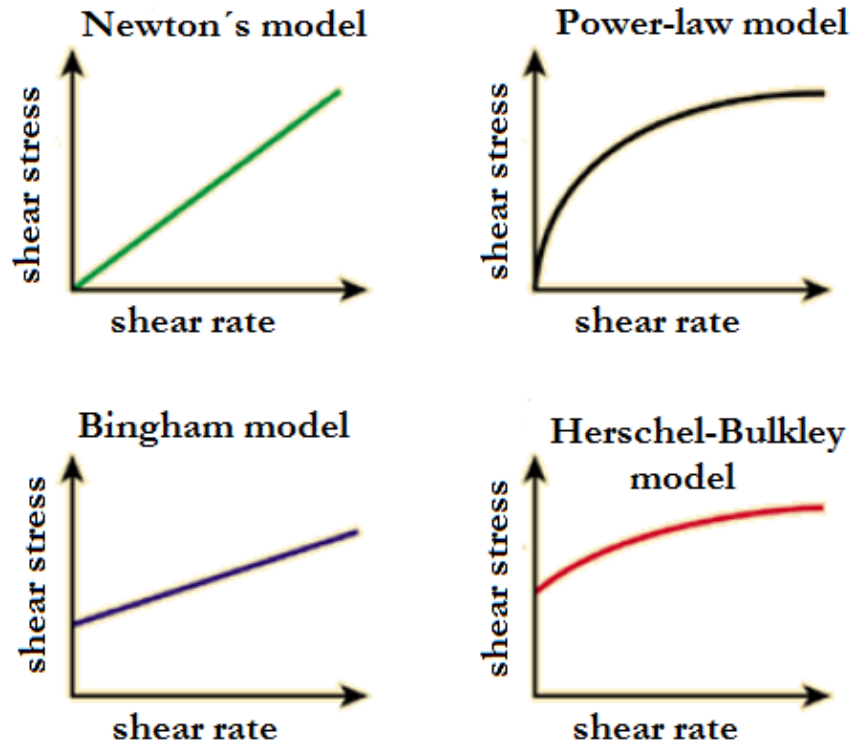 Newton´s model
shear stress
shear rate
Power-law model
shear stress
shear rate
Bingham model
shear stress
shear rate
Herschel-Bulkley
model
shear stress
shear rate